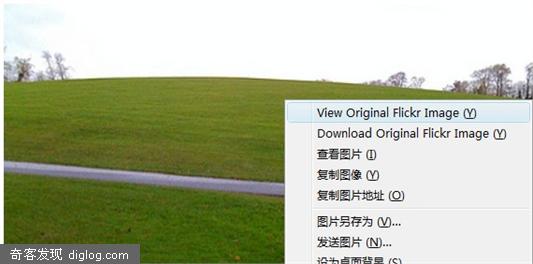 View Original Flickr Image (Y)
Download Original Flickr Image (Y)
查看图片 (I)
复制图像 (Y)
复制图片地址 (O)
图片另存为 (V)...
发送图片 (N)...
设为桌面背景 (S)
奇客发现 diglog.com